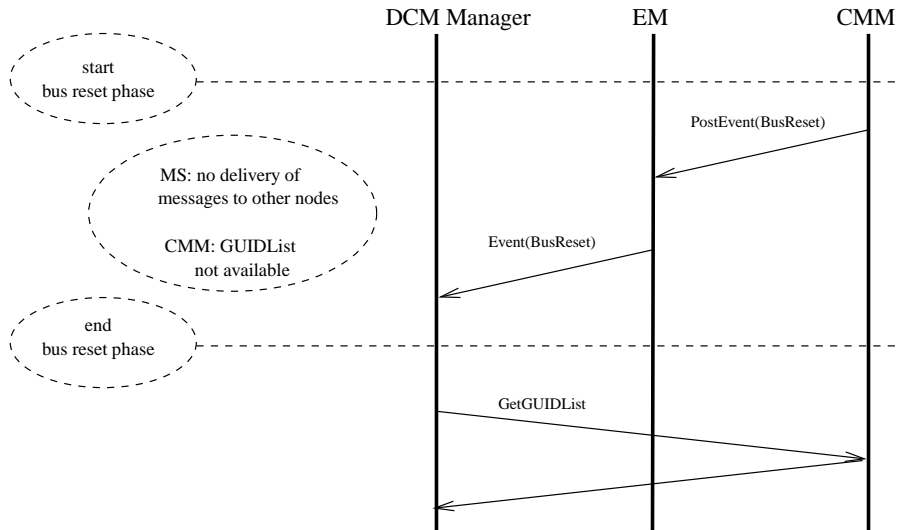 DCM Manager
EM
CMM
start
bus reset phase
PostEvent(BusReset)
MS: no delivery of
messages to other nodes
CMM: GUIDList
not available
Event(BusReset)
end
bus reset phase
GetGUIDList